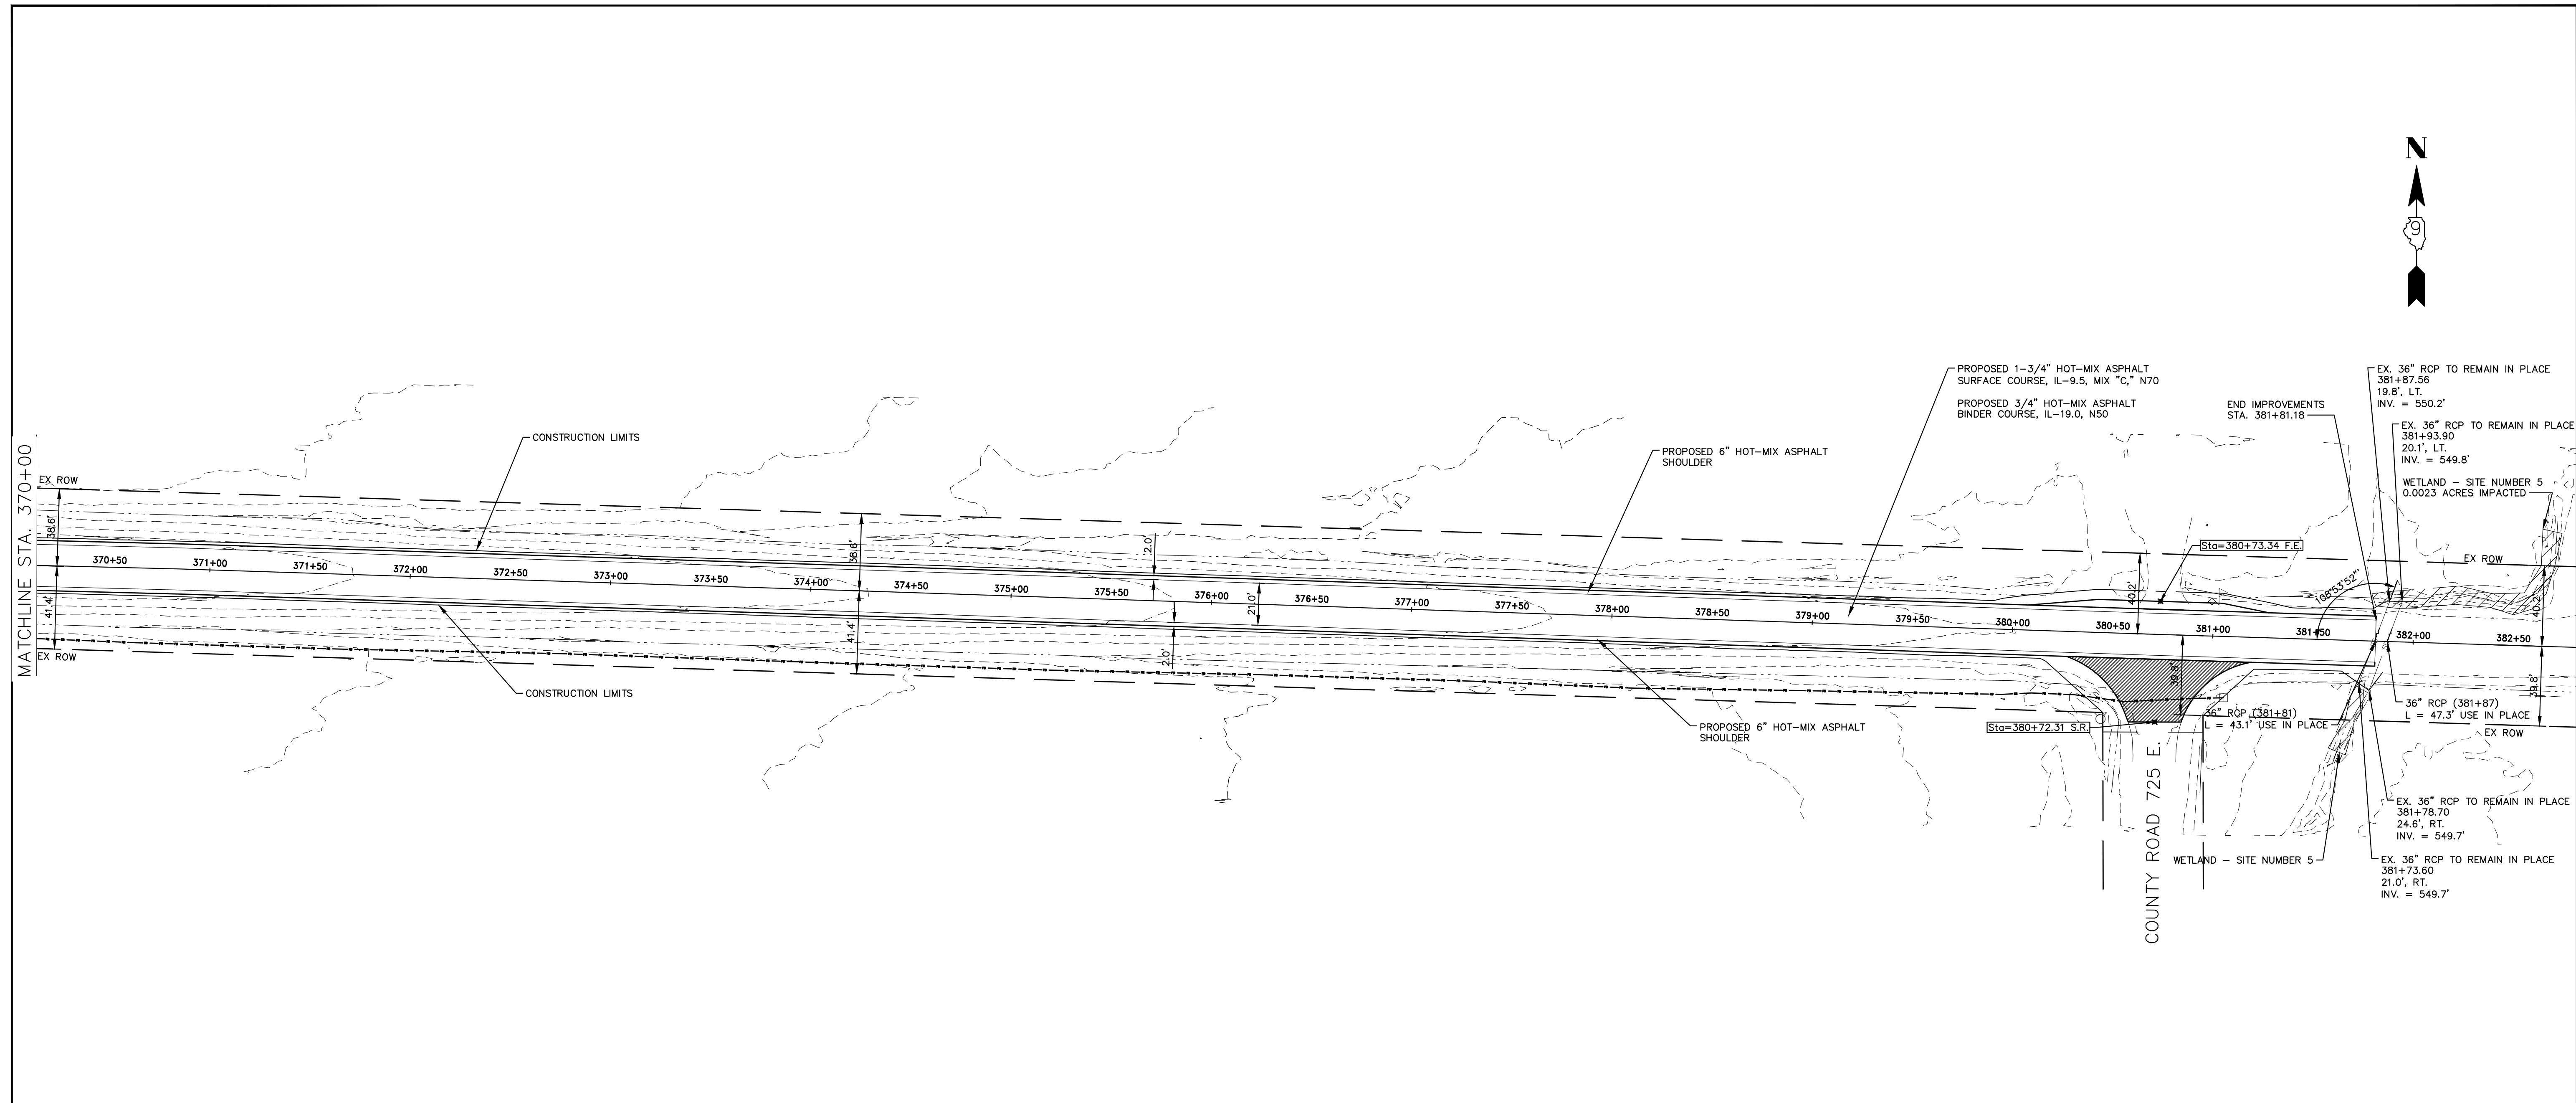 N
9
PROPOSED 1-3/4" HOT-MIX ASPHALT
SURFACE COURSE, IL-9.5, MIX "C," N70
PROPOSED 3/4" HOT-MIX ASPHALT
BINDER COURSE, IL-19.0, N50
END IMPROVEMENTS
STA. 381+81.18
EX. 36" RCP TO REMAIN IN PLACE
381+87.56
19.8', LT.
INV. = 550.2'
EX. 36" RCP TO REMAIN IN PLACE
381+93.90
20.1', LT.
INV. = 549.8'
WETLAND - SITE NUMBER 5
0.0023 ACRES IMPACTED
CONSTRUCTION LIMITS
PROPOSED 6" HOT-MIX ASPHALT
SHOULDER
MATCHLINE STA. 370+00
EX ROW
38.6'
41.4'
EX ROW
38.6'
41.4'
2.0'
2.0'
21.0'
370+50
371+00
371+50
372+00
372+50
373+00
373+50
374+00
374+50
375+00
375+50
376+00
376+50
377+00
377+50
378+00
378+50
379+00
379+50
380+00
380+50
381+00
381+50
382+00
382+50
Sta=380+73.34 F.E.
40.2'
39.8'
108°53'52"
EX ROW
40.2'
39.8'
CONSTRUCTION LIMITS
PROPOSED 6" HOT-MIX ASPHALT
SHOULDER
Sta=380+72.31 S.R.
36" RCP (381+81)
L = 43.1' USE IN PLACE
36" RCP (381+87)
L = 47.3' USE IN PLACE
EX ROW
COUNTY ROAD 725 E.
EX. 36" RCP TO REMAIN IN PLACE
381+78.70
24.6', RT.
INV. = 549.7'
WETLAND - SITE NUMBER 5
EX. 36" RCP TO REMAIN IN PLACE
381+73.60
21.0', RT.
INV. = 549.7'